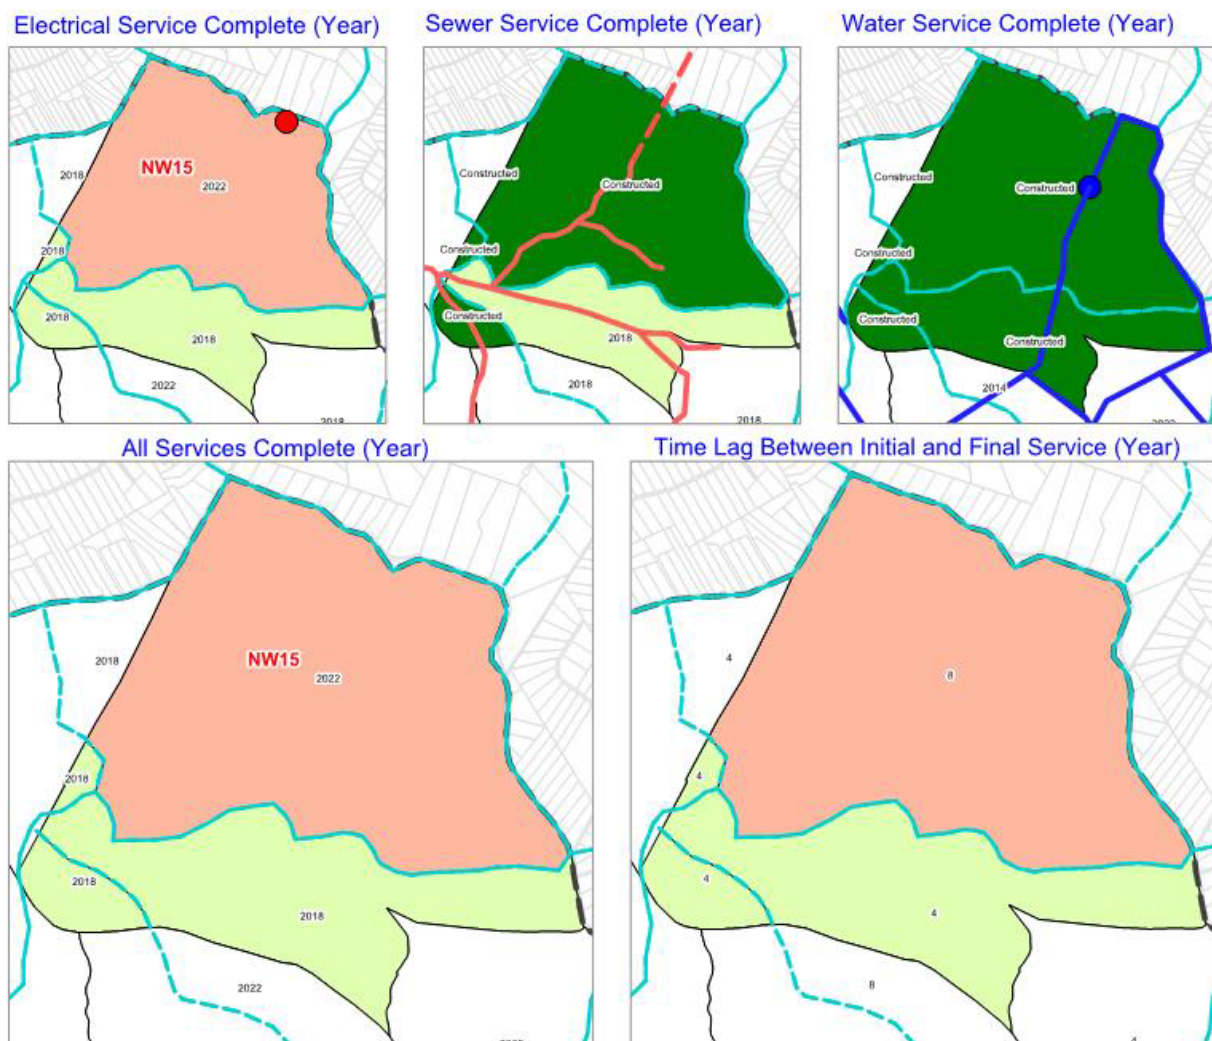 Electrical Service Complete (Year)
Sewer Service Complete (Year)
Water Service Complete (Year)
2018
NW15
2022
2018
2018
2018
2022
2018
Constructed
Constructed
Constructed
Constructed
2018
2018
2018
Constructed
Constructed
Constructed
Constructed
Constructed
2014
All Services Complete (Year)
Time Lag Between Initial and Final Service (Year)
2018
NW15
2022
2018
2018
2018
2022
4
8
4
4
4
8